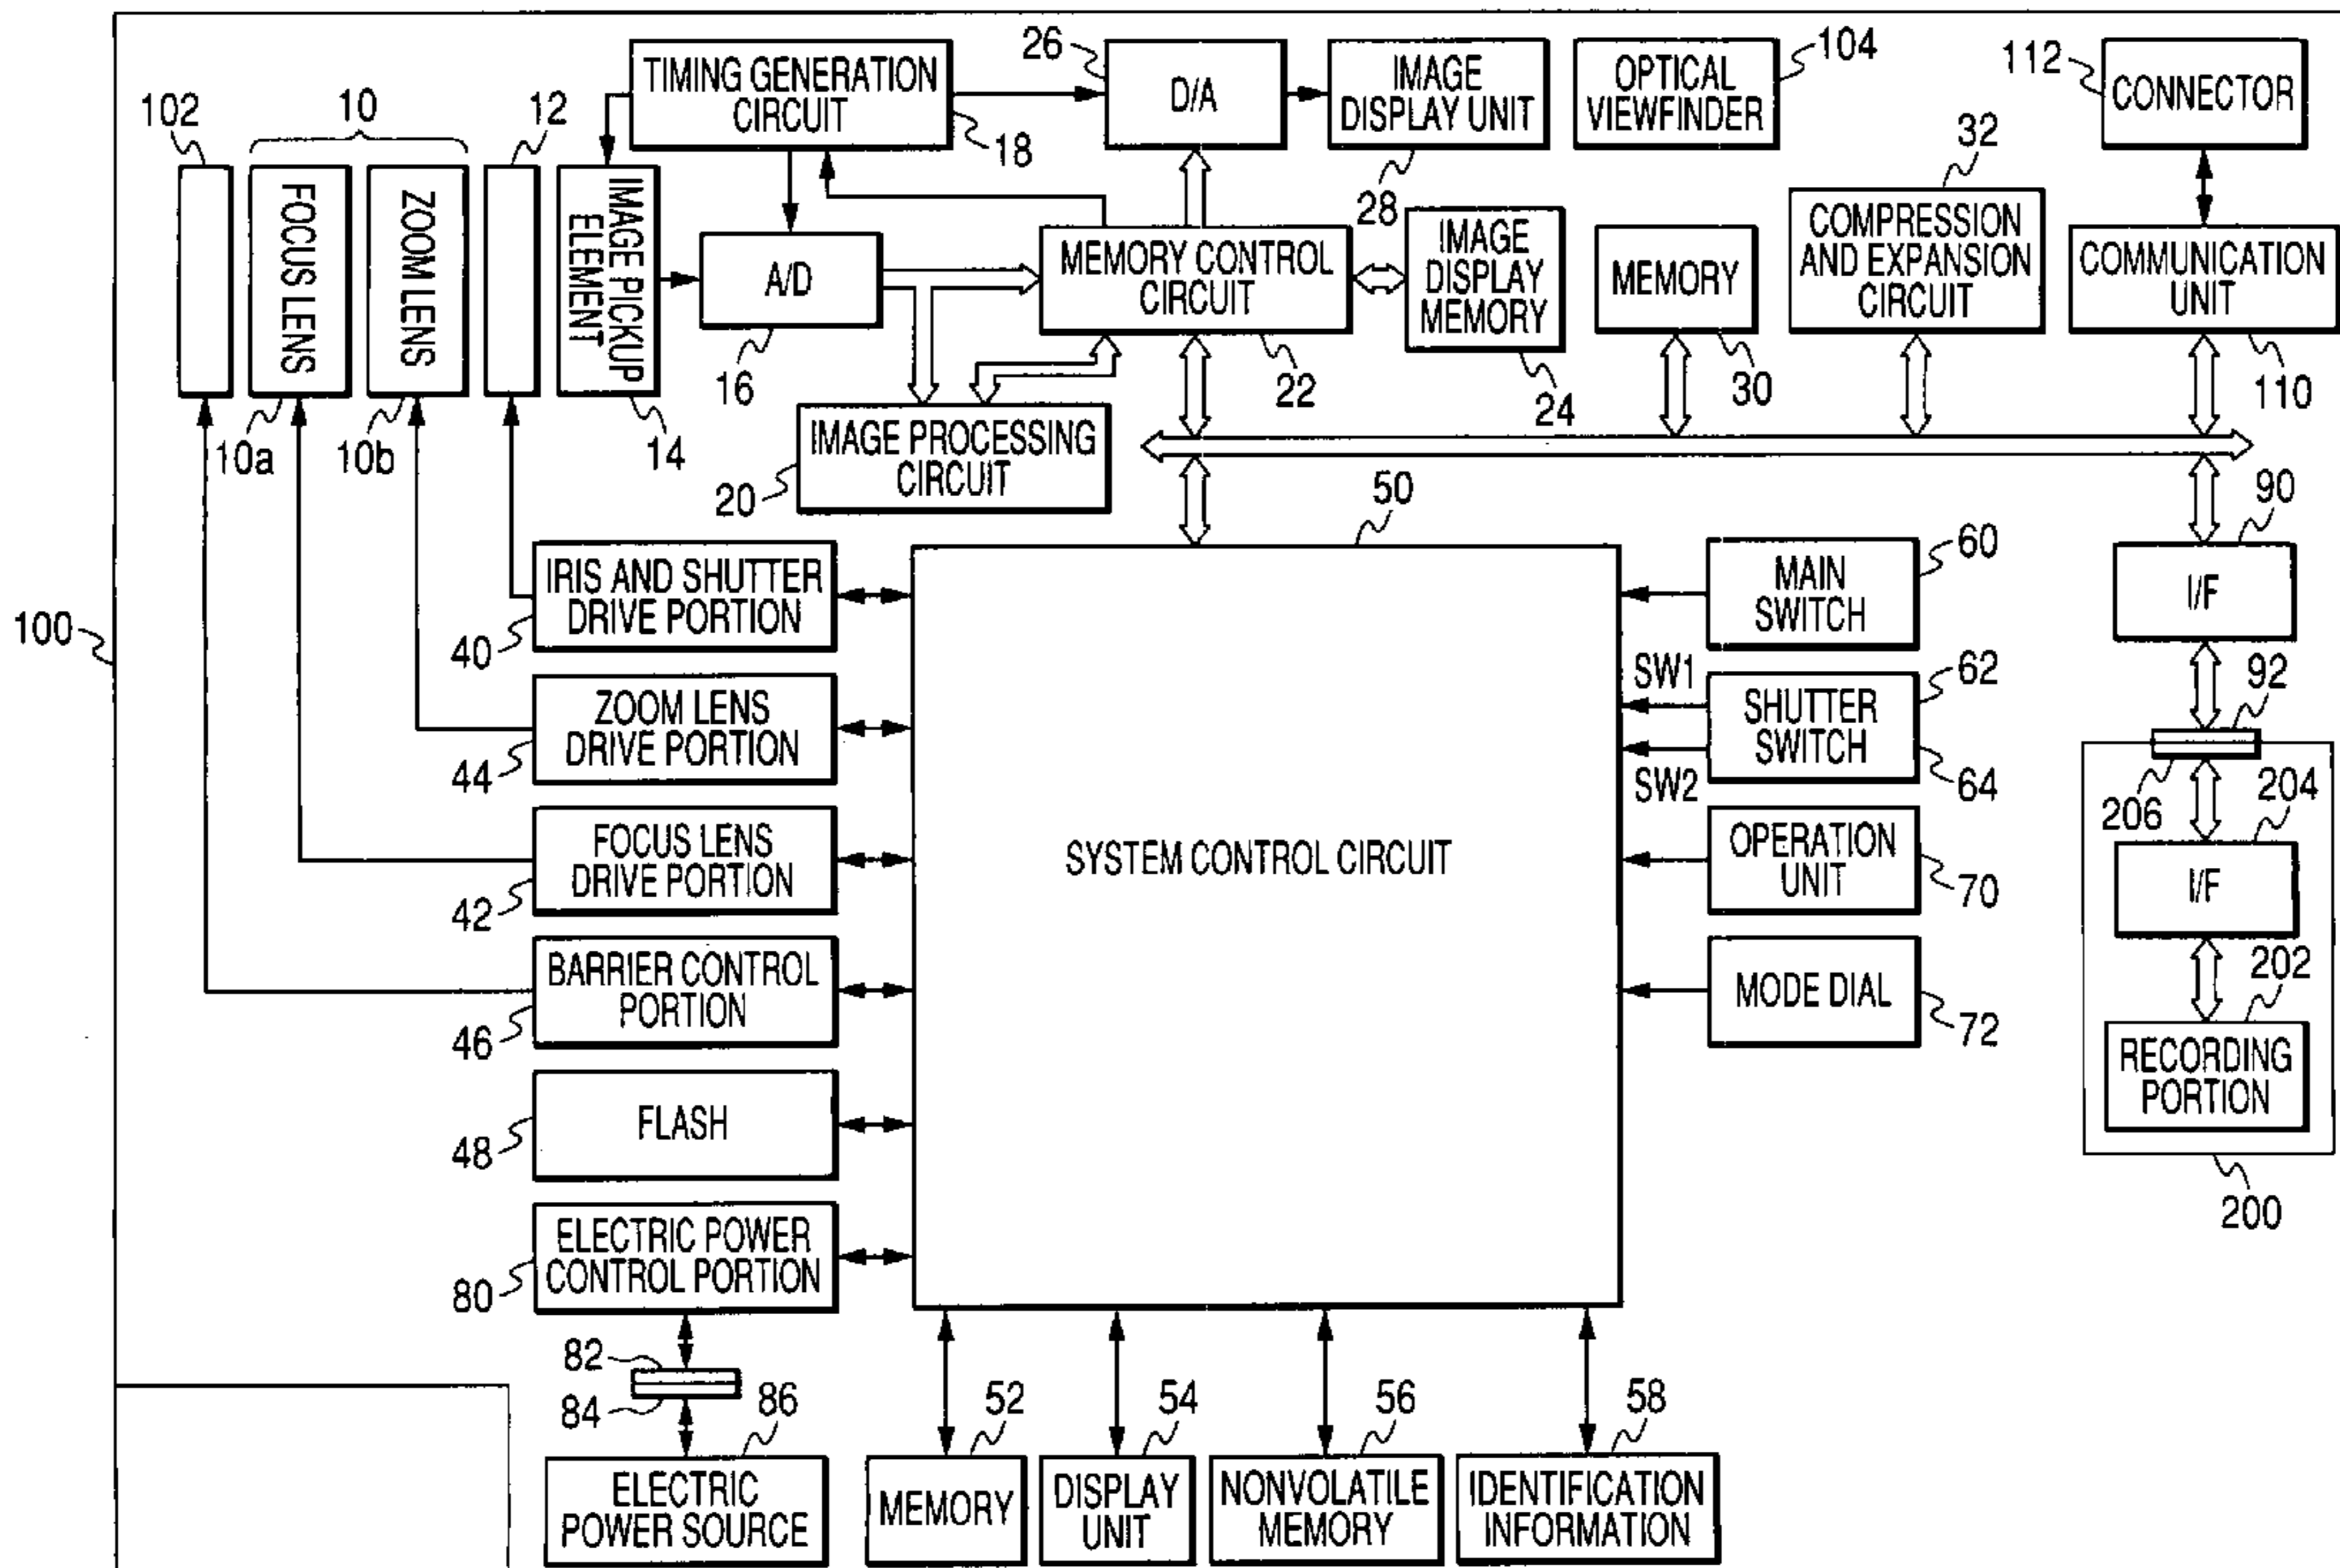 26
104
112
TIMING GENERATION
CIRCUIT
D/A
IMAGE
DISPLAY UNIT
OPTICAL
VIEWFINDER
CONNECTOR
102
10
12
18
28
32
FOCUS LENS
ZOOM LENS
IMAGE PICKUP
ELEMENT
A/D
MEMORY CONTROL
CIRCUIT
IMAGE
DISPLAY
MEMORY
MEMORY
COMPRESSION
AND EXPANSION
CIRCUIT
COMMUNICATION
UNIT
10a
10b
14
16
22
24
30
110
IMAGE PROCESSING
CIRCUIT
20
50
90
IRIS AND SHUTTER
DRIVE PORTION
40
MAIN
SWITCH
60
I/F
100
ZOOM LENS
DRIVE PORTION
44
SW1
SHUTTER
SWITCH
62
SW2
64
92
206
204
FOCUS LENS
DRIVE PORTION
42
SYSTEM CONTROL CIRCUIT
OPERATION
UNIT
70
I/F
BARRIER CONTROL
PORTION
46
MODE DIAL
72
202
RECORDING
PORTION
FLASH
48
200
ELECTRIC POWER
CONTROL PORTION
80
82
84
86
52
54
56
58
ELECTRIC
POWER SOURCE
MEMORY
DISPLAY
UNIT
NONVOLATILE
MEMORY
IDENTIFICATION
INFORMATION